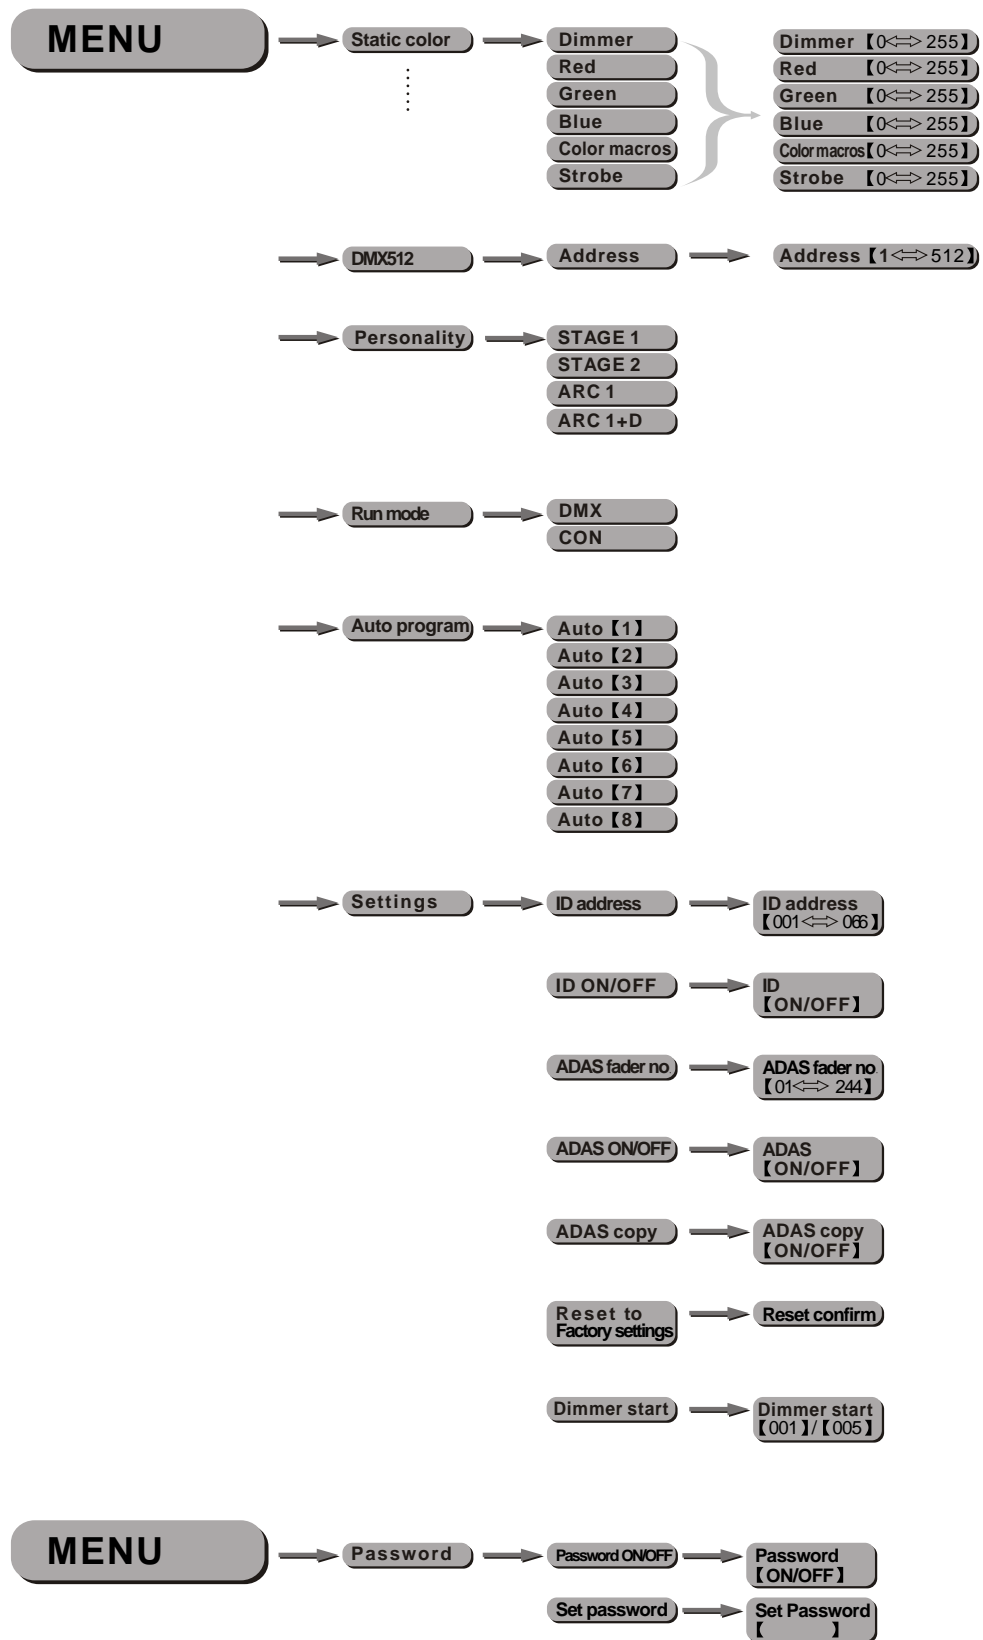 MENU
Static color
Dimmer
Red
Green
Blue
Color macros
Strobe
Dimmer【0⇔255】
Red【0⇔255】
Green【0⇔255】
Blue【0⇔255】
Color macros【0⇔255】
Strobe【0⇔255】
DMX512
Address
Address【1⇔512】
Personality
STAGE 1
STAGE 2
ARC 1
ARC 1+D
Run mode
DMX
CON
Auto program
Auto【1】
Auto【2】
Auto【3】
Auto【4】
Auto【5】
Auto【6】
Auto【7】
Auto【8】
Settings
ID address
ID address
【001⇔066】
ID ON/OFF
ID
【ON/OFF】
ADAS fader no.
ADAS fader no.
【01⇔244】
ADAS ON/OFF
ADAS
【ON/OFF】
ADAS copy
ADAS copy
【ON/OFF】
Reset to
Factory settings
Reset confirm
Dimmer start
Dimmer start
【001】/【005】
MENU
Password
Password ON/OFF
Password
【ON/OFF】
Set password
Set Password
【 】